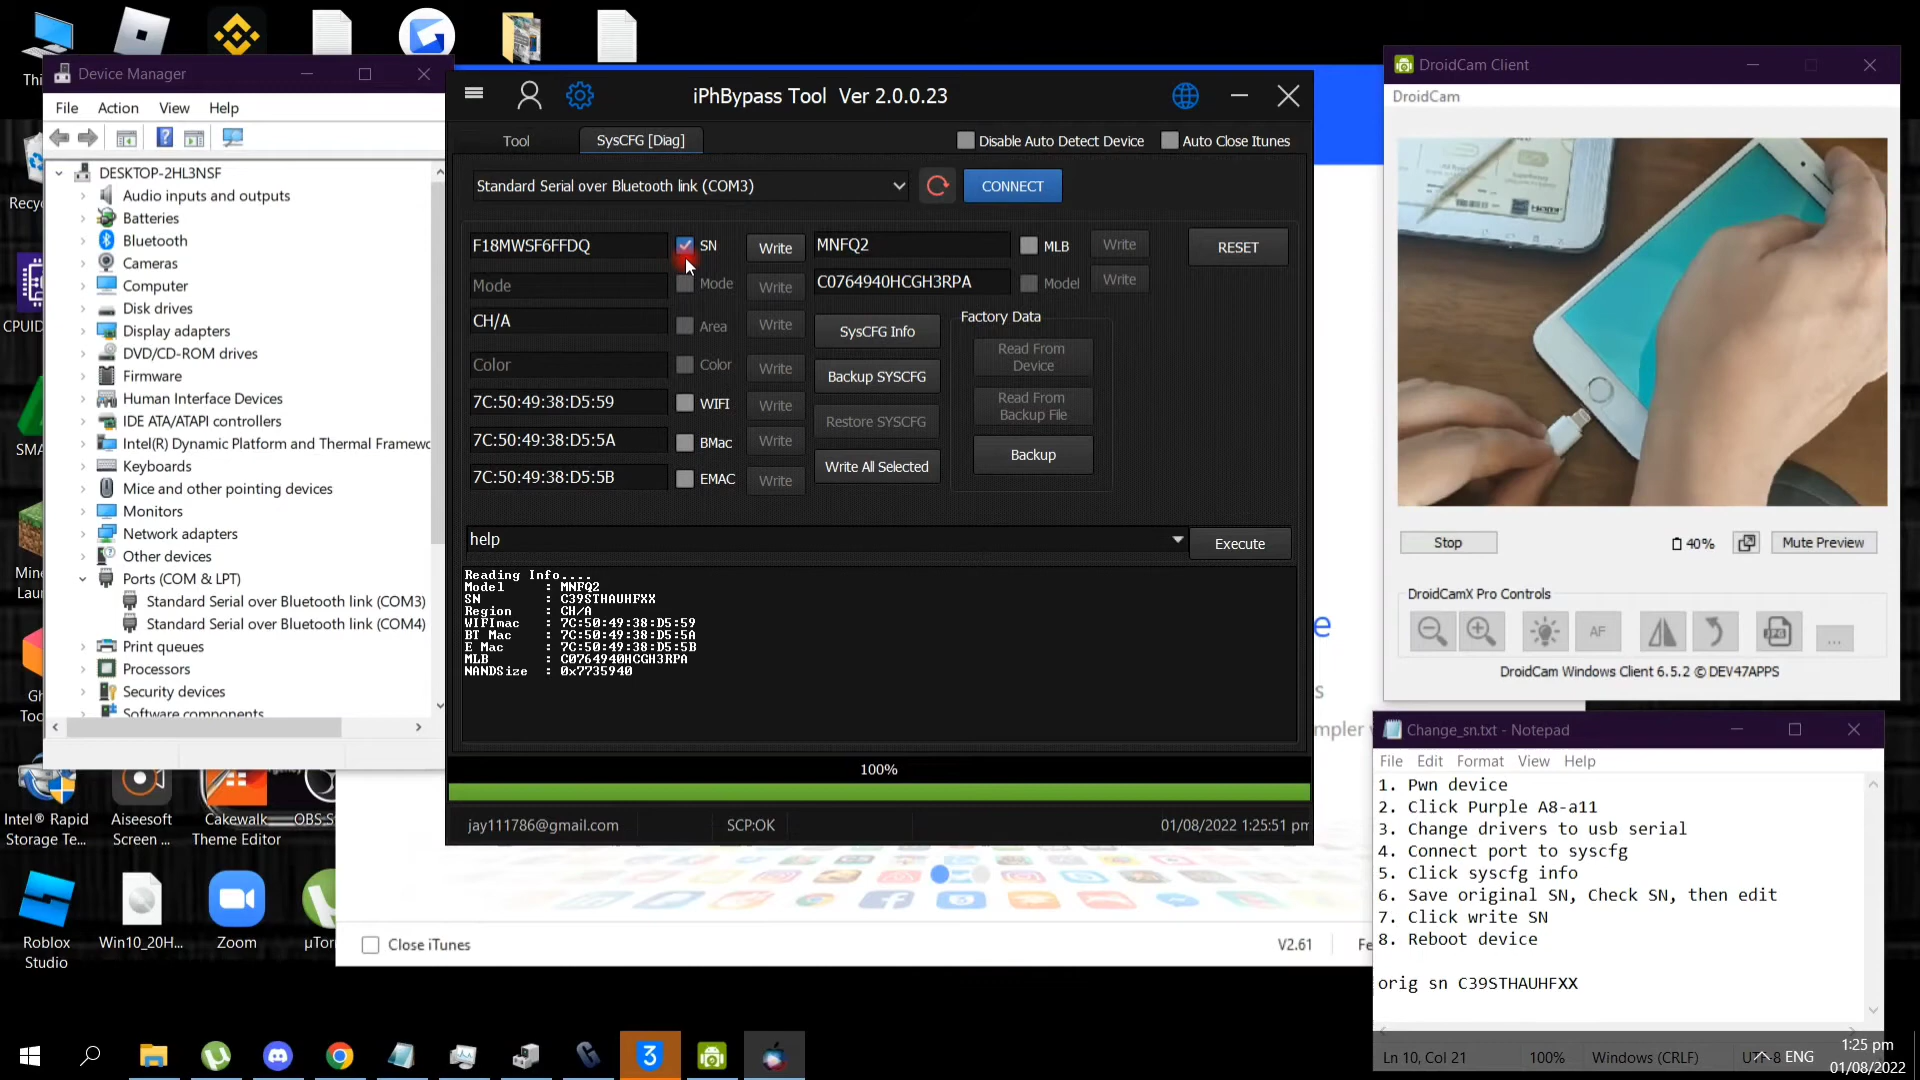 Device Manager
File Action View Help
DESKTOP-2HL3NSF
Audio inputs and outputs
Batteries
Bluetooth
Cameras
Computer
Disk drives
Display adapters
DVD/CD-ROM drives
Firmware
Human Interface Devices
IDE ATA/ATAPI controllers
Intel(R) Dynamic Platform and Thermal Framewo
Keyboards
Mice and other pointing devices
Monitors
Network adapters
Other devices
Ports (COM & LPT)
Standard Serial over Bluetooth link (COM3)
Standard Serial over Bluetooth link (COM4)
Print queues
Processors
Security devices
Software components
iPhBypass Tool Ver 2.0.0.23
Tool
SysCFG [Diag]
Disable Auto Detect Device
Auto Close Itunes
Standard Serial over Bluetooth link (COM3)
CONNECT
F18MWSF6FFDQ SN Write MNFQ2 MLB Write RESET
Mode Mode Write C0764940HCGH3RPA Model Write
CH/A Area Write SysCFG Info Factory Data
Color Color Write Backup SYSCFG Read From Device
7C:50:49:38:D5:59 WIFI Write Restore SYSCFG Read From Backup File
7C:50:49:38:D5:5A BMac Write Write All Selected Backup
7C:50:49:38:D5:5B EMAC Write
help Execute
Reading Info....
Model : MNFQ2
SN : C39STHAUHFXX
Region : CH/A
WIFImac : 7C:50:49:38:D5:59
BT Mac : 7C:50:49:38:D5:5A
E Mac : 7C:50:49:38:D5:5B
MLB : C0764940HCGH3RPA
NANDSize : 0x7735940
100%
jay111786@gmail.com SCP:OK 01/08/2022 1:25:51 pm
Close iTunes V2.61 Fe
DroidCam Client
DroidCam
Stop 40% Mute Preview
DroidCamX Pro Controls
AF
JPG
...
DroidCam Windows Client 6.5.2 © DEV47APPS
Change_sn.txt - Notepad
File Edit Format View Help
1. Pwn device
2. Click Purple A8-a11
3. Change drivers to usb serial
4. Connect port to syscfg
5. Click syscfg info
6. Save original SN, Check SN, then edit
7. Click write SN
8. Reboot device
orig sn C39STHAUHFXX
Ln 10, Col 21 100% Windows (CRLF) UTF-8
Thi
Recyc
CPUID
SMA
Mine
Laun
Gh
Too
e
s
mpler
Intel® Rapid
Storage Te...
Aiseesoft
Screen ...
Cakewalk
Theme Editor
OBS S
Roblox
Studio
Win10_20H...
Zoom
µTor
ENG
1:25 pm
01/08/2022